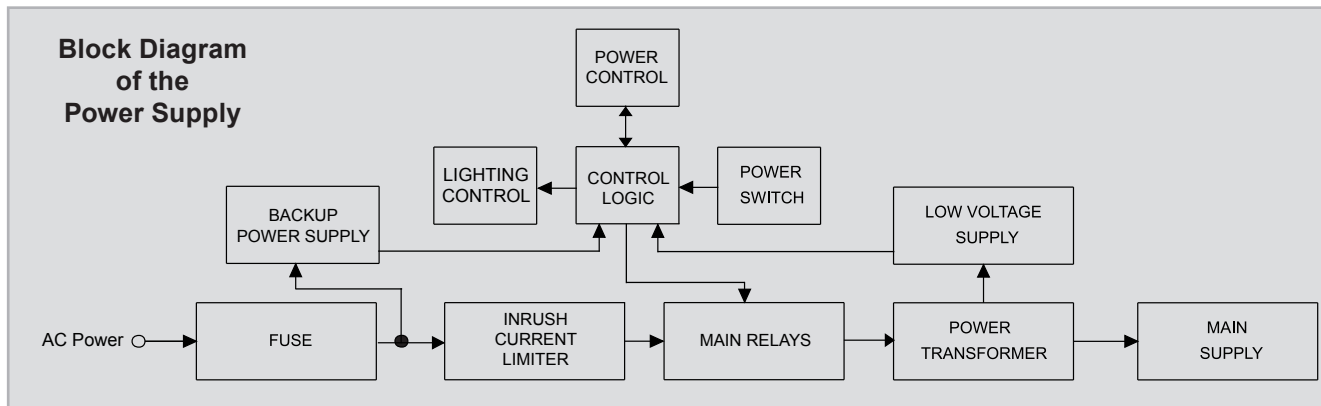 Block Diagram
of the
Power Supply
POWER
CONTROL
LIGHTING
CONTROL
CONTROL
LOGIC
POWER
SWITCH
BACKUP
POWER SUPPLY
LOW VOLTAGE
SUPPLY
AC Power
FUSE
INRUSH
CURRENT
LIMITER
MAIN RELAYS
POWER
TRANSFORMER
MAIN
SUPPLY